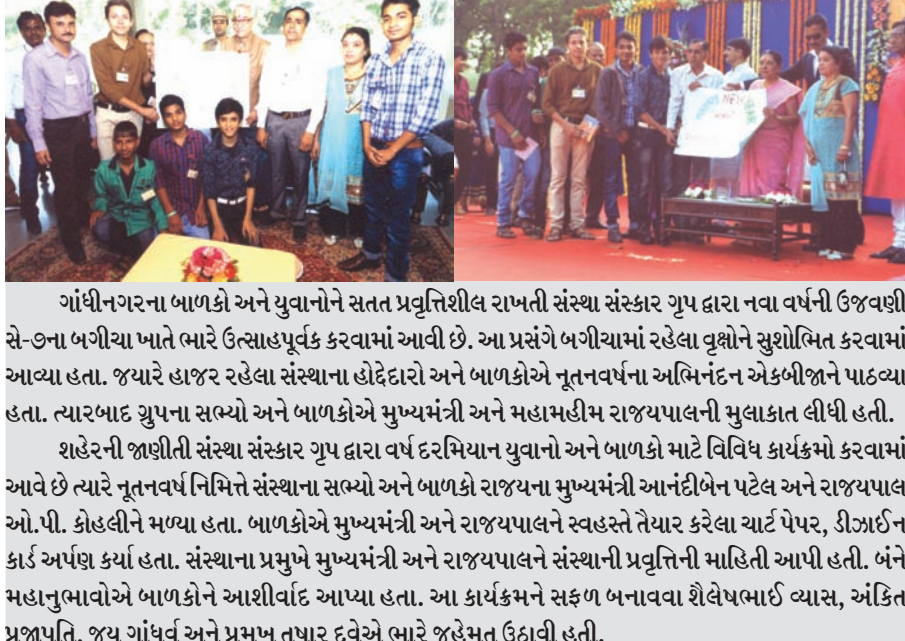 ગાંધીનગરના બાળકો અને યુવાનોને સતત પ્રવૃત્તિશીલ રાખતી સંસ્થા સંસ્કાર ગૃપ દ્વારા નવા વર્ષની ઉજવણી
સે-૭ના બગીચા ખાતે ભારે ઉત્સાહપૂર્વક કરવામાં આવી છે. આ પ્રસંગે બગીચામાં રહેલા વૃક્ષોને સુશોભિત કરવામાં
આવ્યા હતા. જયારે હાજર રહેલા સંસ્થાના હોદ્દેદારો અને બાળકોએ નૂતનવર્ષના અભિનંદન એકબીજાને પાઠવ્યા
હતા. ત્યારબાદ ગ્રુપના સભ્યો અને બાળકોએ મુખ્યમંત્રી અને મહામહીમ રાજયપાલની મુલાકાત લીધી હતી.
શહેરની જાણીતી સંસ્થા સંસ્કાર ગૃપ દ્વારા વર્ષ દરમિયાન યુવાનો અને બાળકો માટે વિવિધ કાર્યક્રમો કરવામાં
આવે છે ત્યારે નૂતનવર્ષ નિમિત્તે સંસ્થાના સભ્યો અને બાળકો રાજયના મુખ્યમંત્રી આનંદીબેન પટેલ અને રાજયપાલ
ઓ.પી. કોહલીને મળ્યા હતા. બાળકોએ મુખ્યમંત્રી અને રાજયપાલને સ્વહસ્તે તૈયાર કરેલા ચાર્ટ પેપર, ડીઝાઈન
કાર્ડ અર્પણ કર્યા હતા. સંસ્થાના પ્રમુખે મુખ્યમંત્રી અને રાજયપાલને સંસ્થાની પ્રવૃત્તિની માહિતી આપી હતી. બંને
મહાનુભાવોએ બાળકોને આશીર્વાદ આપ્યા હતા. આ કાર્યક્રમને સફળ બનાવવા શૈલેષભાઈ વ્યાસ, અંકિત
પ્રજાપતિ, જય ગાંધર્વ અને પ્રમુખ તુષાર દવેએ ભારે જહેમત ઉઠાવી હતી.